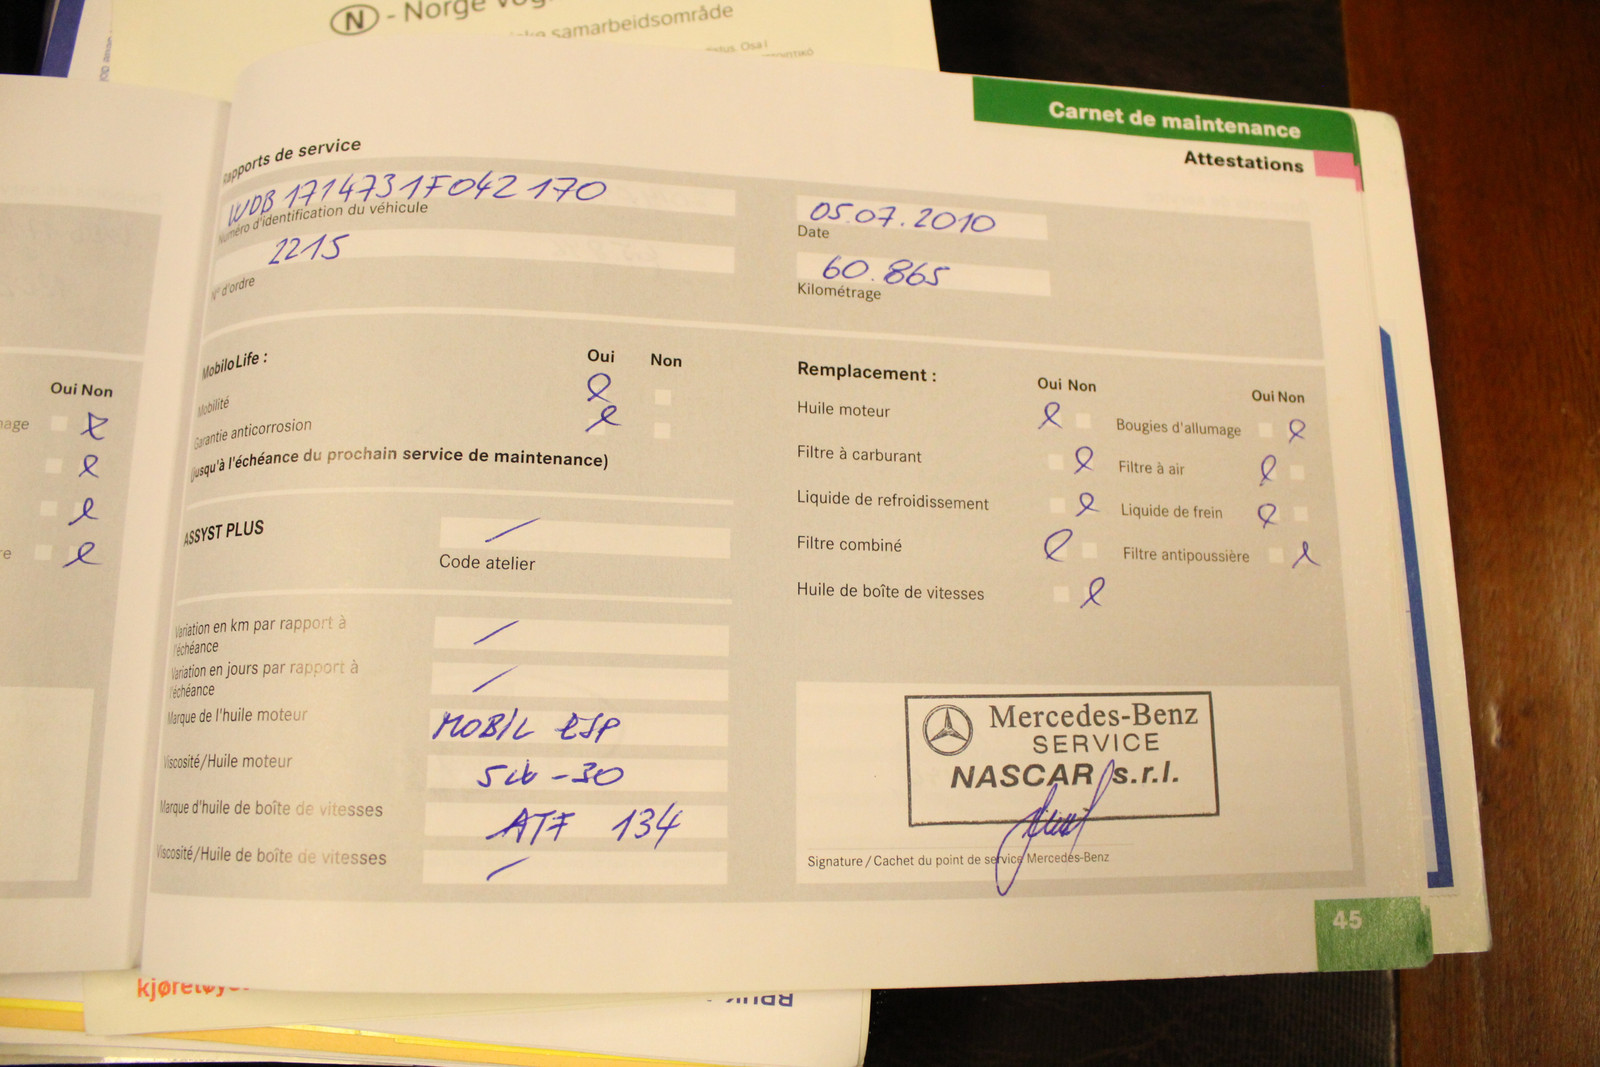 N - Norge
samarbeidsområde
Carnet de maintenance
Attestations
Rapports de service
WDB 1714731F042170
Numéro d'identification du véhicule
2215
N° d'ordre
05.07.2010
Date
60.865
Kilométrage
MobiloLife :
Oui Non
Mobilité
Garantie anticorrosion
(jusqu'à l'échéance du prochain service de maintenance)
ASSYST PLUS
Code atelier
Variation en km par rapport à
l'échéance
Variation en jours par rapport à
l'échéance
Marque de l'huile moteur
MOBIL ESP
Viscosité/Huile moteur
5W-30
Marque d'huile de boîte de vitesses
ATF 134
Viscosité/Huile de boîte de vitesses
Remplacement :
Oui Non
Oui Non
Huile moteur
Bougies d'allumage
Filtre à carburant
Filtre à air
Liquide de refroidissement
Liquide de frein
Filtre combiné
Filtre antipoussière
Huile de boîte de vitesses
Mercedes-Benz
SERVICE
NASCAR s.r.l.
Signature/Cachet du point de service Mercedes-Benz
45
Oui Non